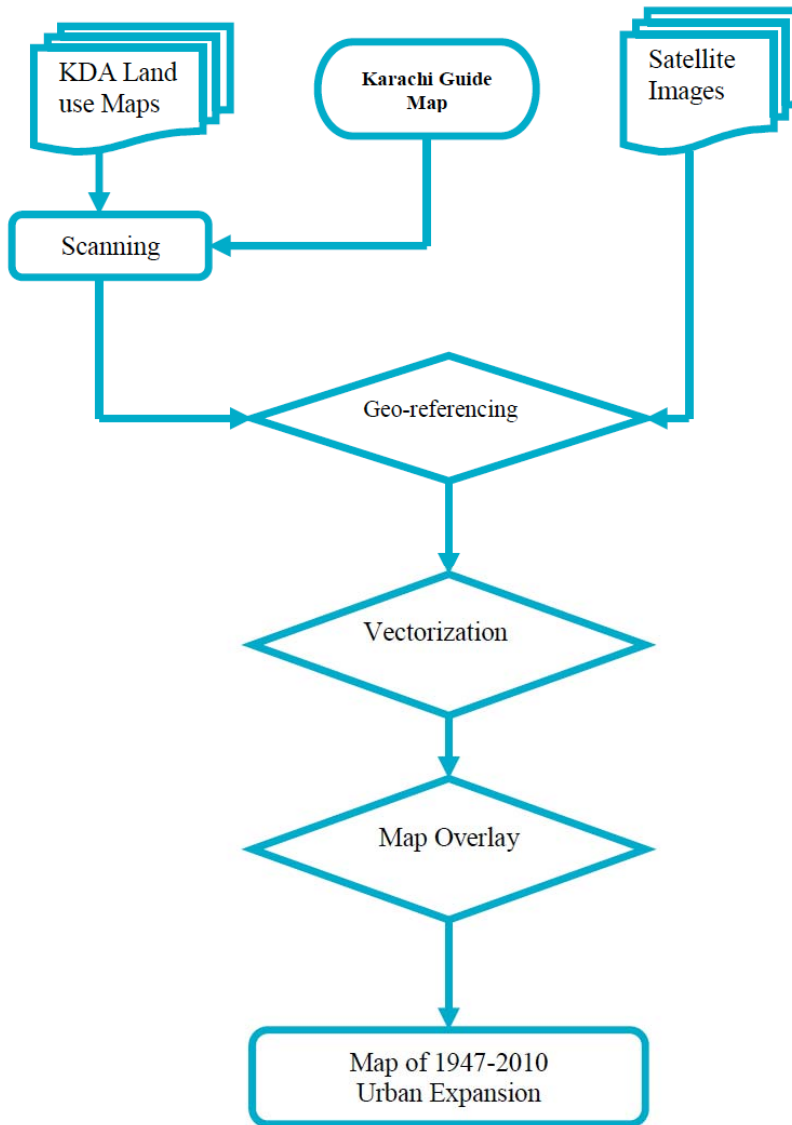 KDA Land
use Maps
Karachi Guide
Map
Satellite
Images
Scanning
Geo-referencing
Vectorization
Map Overlay
Map of 1947-2010
Urban Expansion